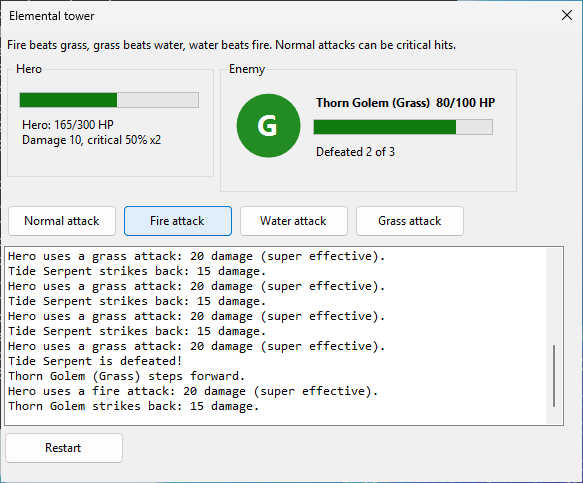 Elemental tower
Fire beats grass, grass beats water, water beats fire. Normal attacks can be critical hits.
Hero
Hero: 165/300 HP
Damage 10, critical 50% x2
Enemy
G
Thorn Golem (Grass) 80/100 HP
Defeated 2 of 3
Normal attack
Fire attack
Water attack
Grass attack
Hero uses a grass attack: 20 damage (super effective).
Tide Serpent strikes back: 15 damage.
Hero uses a grass attack: 20 damage (super effective).
Tide Serpent strikes back: 15 damage.
Hero uses a grass attack: 20 damage (super effective).
Tide Serpent strikes back: 15 damage.
Hero uses a grass attack: 20 damage (super effective).
Tide Serpent is defeated!
Thorn Golem (Grass) steps forward.
Hero uses a fire attack: 20 damage (super effective).
Thorn Golem strikes back: 15 damage.
Restart